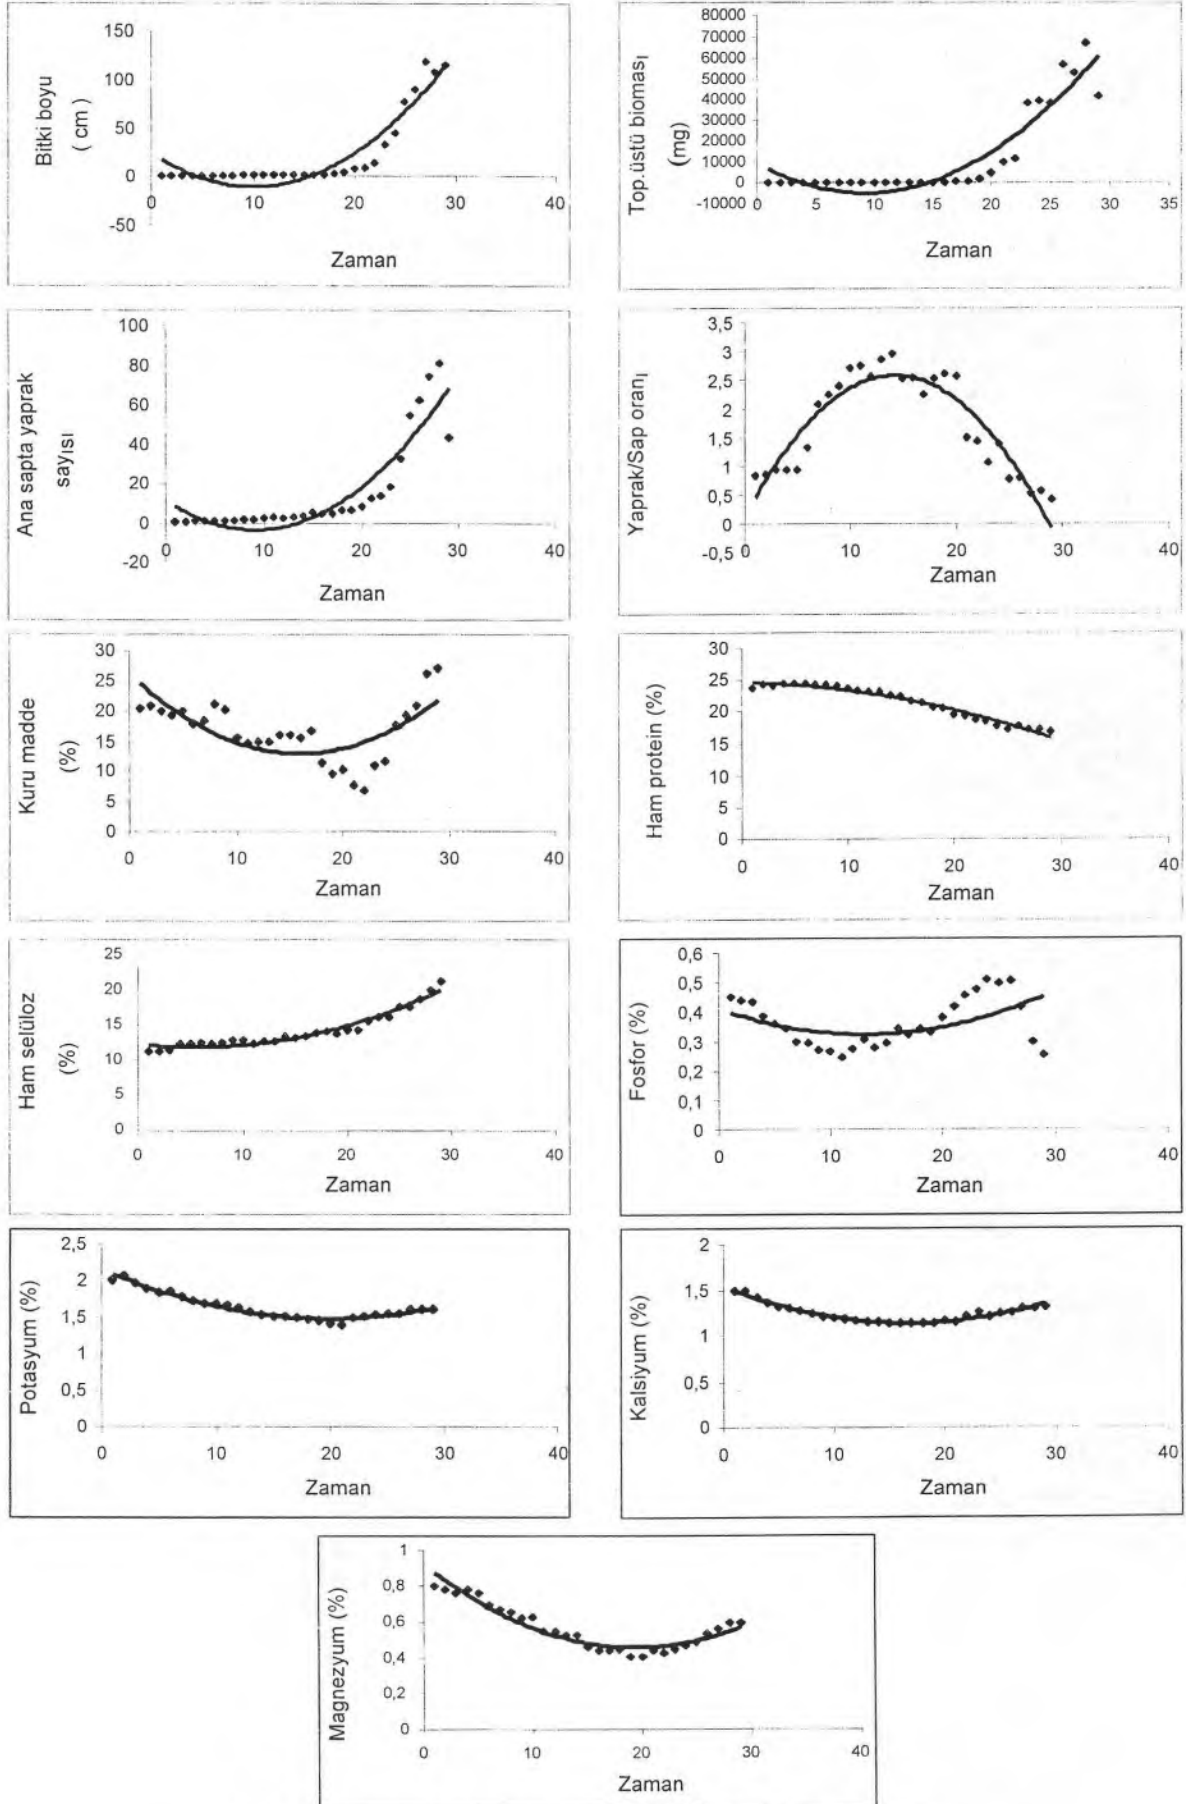 Bitki boyu
( cm )
150
100
50
0
-50
0 10 20 30 40
Zaman
Top.üstü bioması
(mg)
80000
70000
60000
50000
40000
30000
20000
10000
0
-10000
0 5 10 15 20 25 30 35
Zaman
Ana sapta yaprak
sayısı
100
80
60
40
20
0
-20
0 10 20 30 40
Zaman
Yaprak/Sap oranı
3,5
3
2,5
2
1,5
1
0,5
0
-0,5
0 10 20 30 40
Zaman
Kuru madde
(%)
30
25
20
15
10
5
0
0 10 20 30 40
Zaman
Ham protein (%)
30
25
20
15
10
5
0
0 10 20 30 40
Zaman
Ham selüloz
(%)
25
20
15
10
5
0
0 10 20 30 40
Zaman
Fosfor (%)
0,6
0,5
0,4
0,3
0,2
0,1
0
0 10 20 30 40
Zaman
Potasyum (%)
2,5
2
1,5
1
0,5
0
0 10 20 30 40
Zaman
Kalsiyum (%)
2
1,5
1
0,5
0
0 10 20 30 40
Zaman
Magnezyum (%)
1
0,8
0,6
0,4
0,2
0
0 10 20 30 40
Zaman